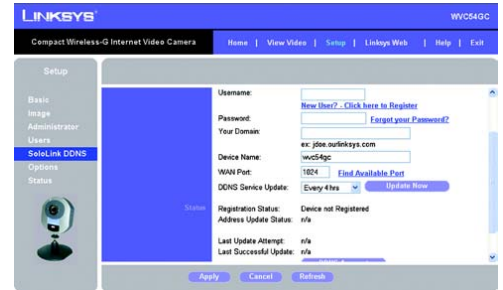 LINKSYS®
WVC54GC
Compact Wireless-G Internet Video Camera
Home | View Video | Setup | Linksys Web | Help | Exit
Setup
Basic
Image
Administrator
Users
SoloLink DDNS
Options
Status
Username:
New User? - Click here to Register
Password:
Forgot your Password?
Your Domain:
ex: jdoe.ourlinksys.com
Device Name: wvc54gc
WAN Port: 1024 Find Available Port
DDNS Service Update: Every 4 hrs Update Now
Status
Registration Status: Device not Registered
Address Update Status: n/a
Last Update Attempt: n/a
Last Successful Update: n/a
Apply Cancel Refresh